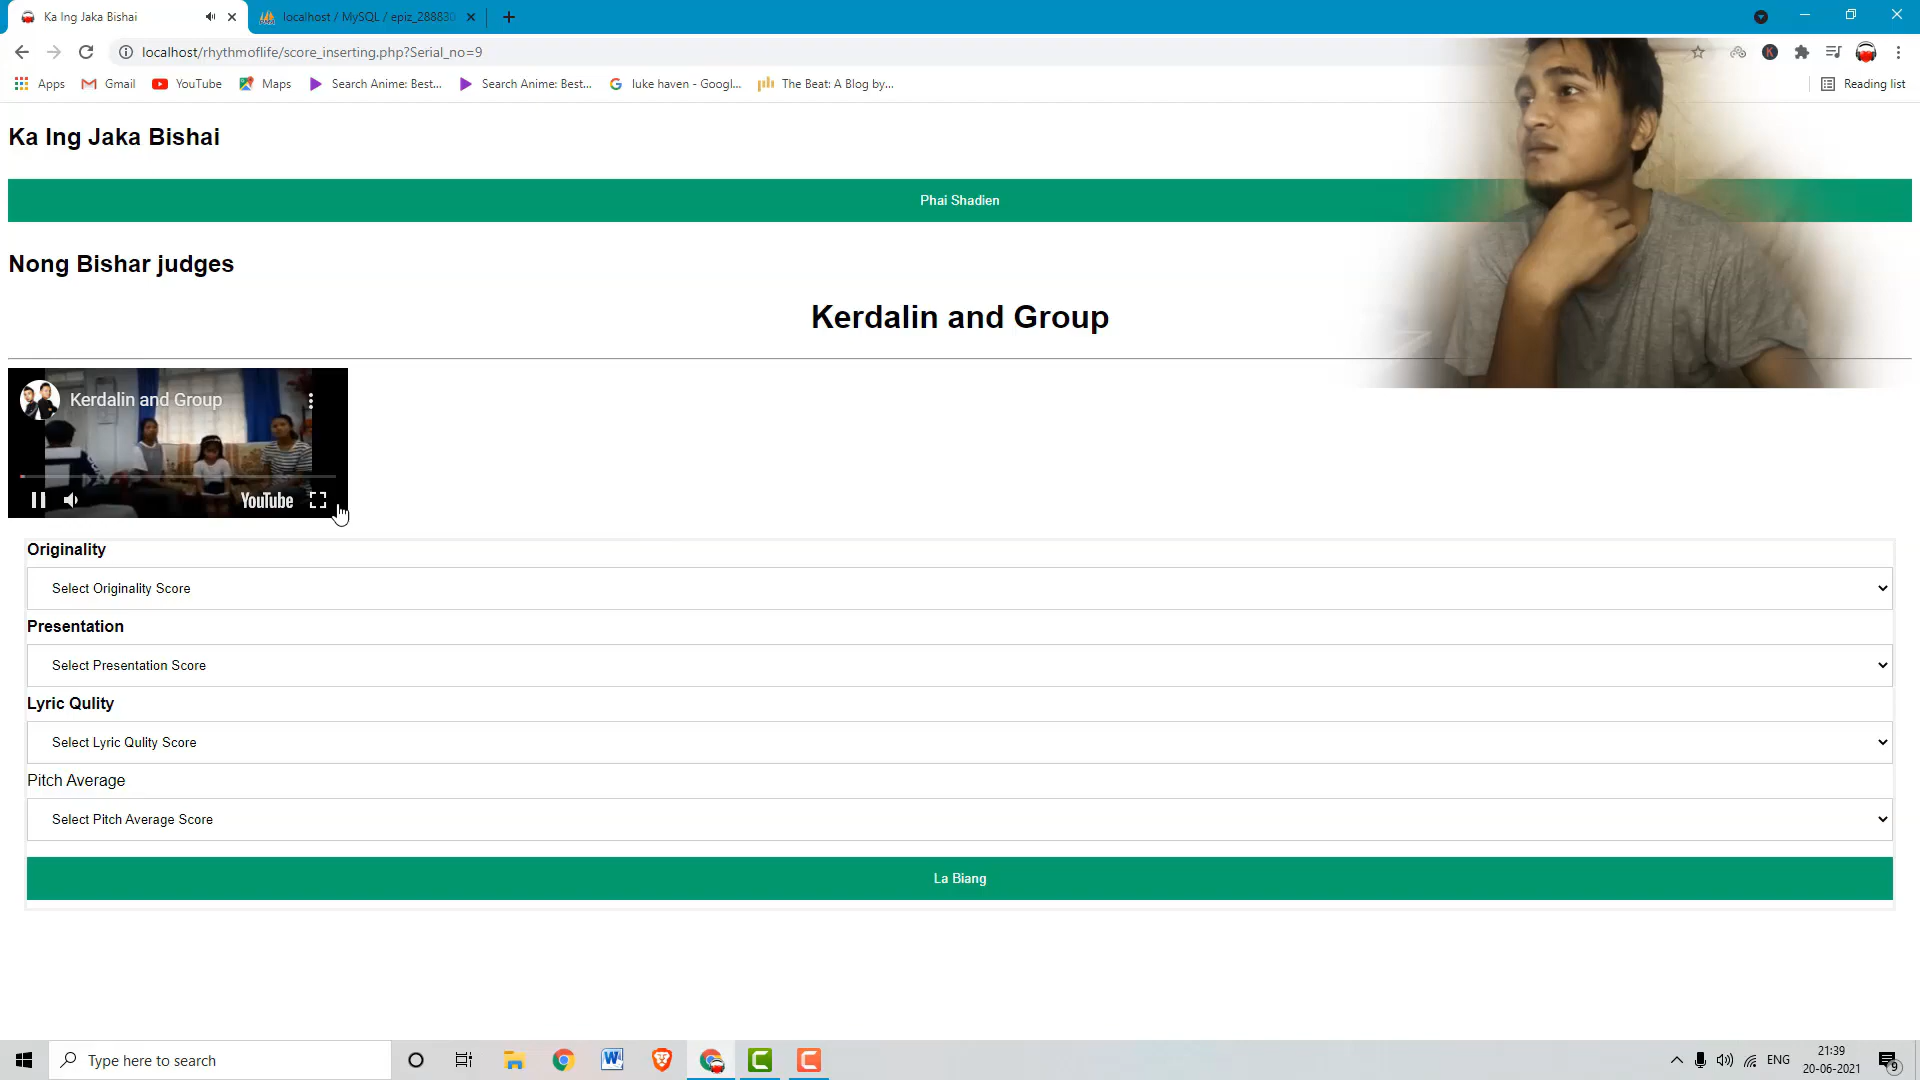 Ka Ing Jaka Bishai
localhost / MySQL / epiz_288830
localhost/rhythmoflife/score_inserting.php?Serial_no=9
K
Apps
Gmail
YouTube
Maps
Search Anime: Best...
Search Anime: Best...
luke haven - Googl...
The Beat: A Blog by...
Reading list
Ka Ing Jaka Bishai
Phai Shadien
Nong Bishar judges
Kerdalin and Group
Kerdalin and Group
YouTube
Originality
Select Originality Score
Presentation
Select Presentation Score
Lyric Qulity
Select Lyric Qulity Score
Pitch Average
Select Pitch Average Score
La Biang
Type here to search
ENG
21:39
20-06-2021
9